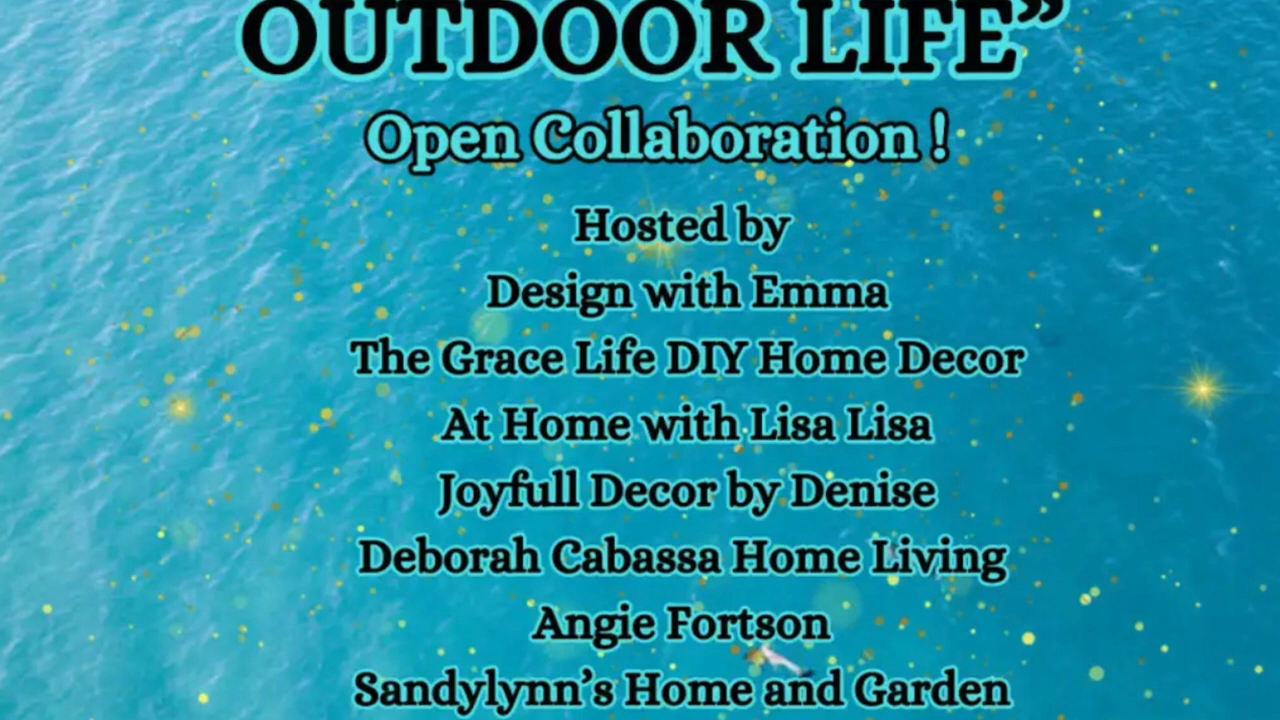 OUTDOOR LIFE”
Open Collaboration !
Hosted by
Design with Emma
The Grace Life DIY Home Decor
At Home with Lisa Lisa
Joyfull Decor by Denise
Deborah Cabassa Home Living
Angie Fortson
Sandylynn’s Home and Garden